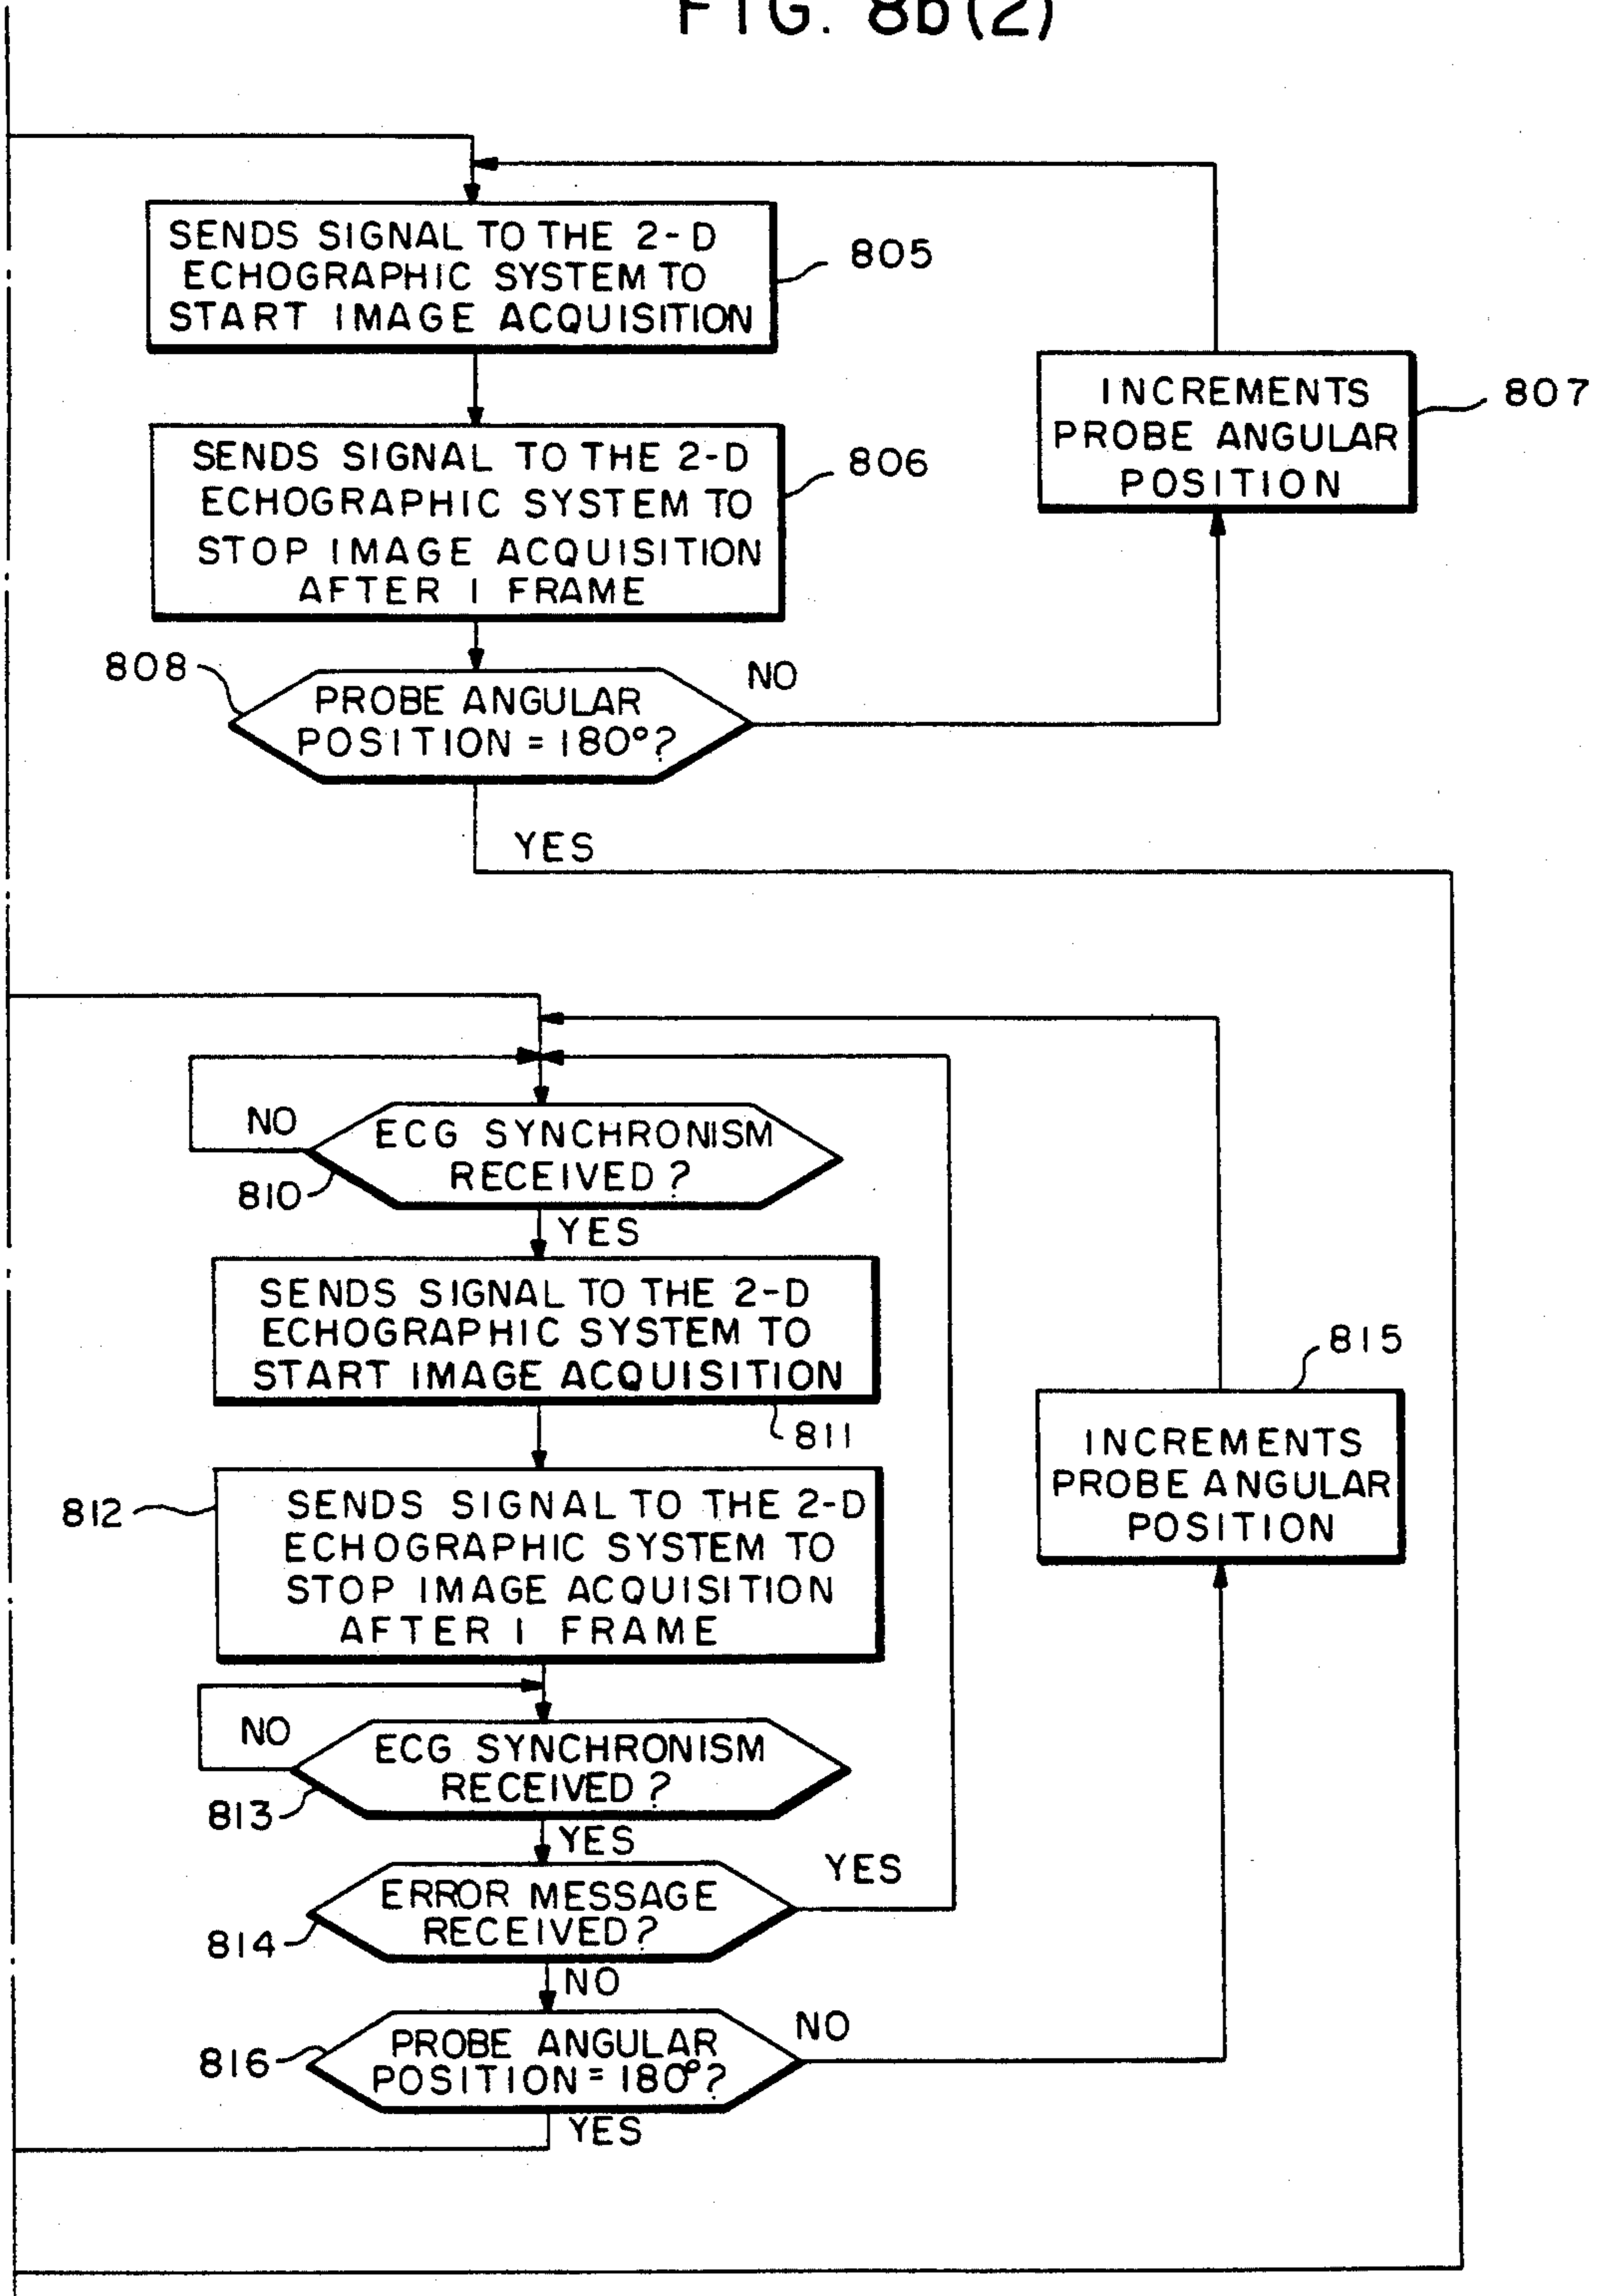 FIG. 8b(2)
SENDS SIGNAL TO THE 2-D
ECHOGRAPHIC SYSTEM TO
START IMAGE ACQUISITION
805
INCREMENTS
PROBE ANGULAR
POSITION
807
SENDS SIGNAL TO THE 2-D
ECHOGRAPHIC SYSTEM TO
STOP IMAGE ACQUISITION
AFTER 1 FRAME
806
808
PROBE ANGULAR
POSITION = 180°?
NO
YES
NO
ECG SYNCHRONISM
RECEIVED?
810
YES
SENDS SIGNAL TO THE 2-D
ECHOGRAPHIC SYSTEM TO
START IMAGE ACQUISITION
811
815
INCREMENTS
PROBE ANGULAR
POSITION
812
SENDS SIGNAL TO THE 2-D
ECHOGRAPHIC SYSTEM TO
STOP IMAGE ACQUISITION
AFTER 1 FRAME
NO
ECG SYNCHRONISM
RECEIVED?
813
YES
YES
ERROR MESSAGE
RECEIVED?
814
NO
NO
PROBE ANGULAR
POSITION = 180°?
816
YES